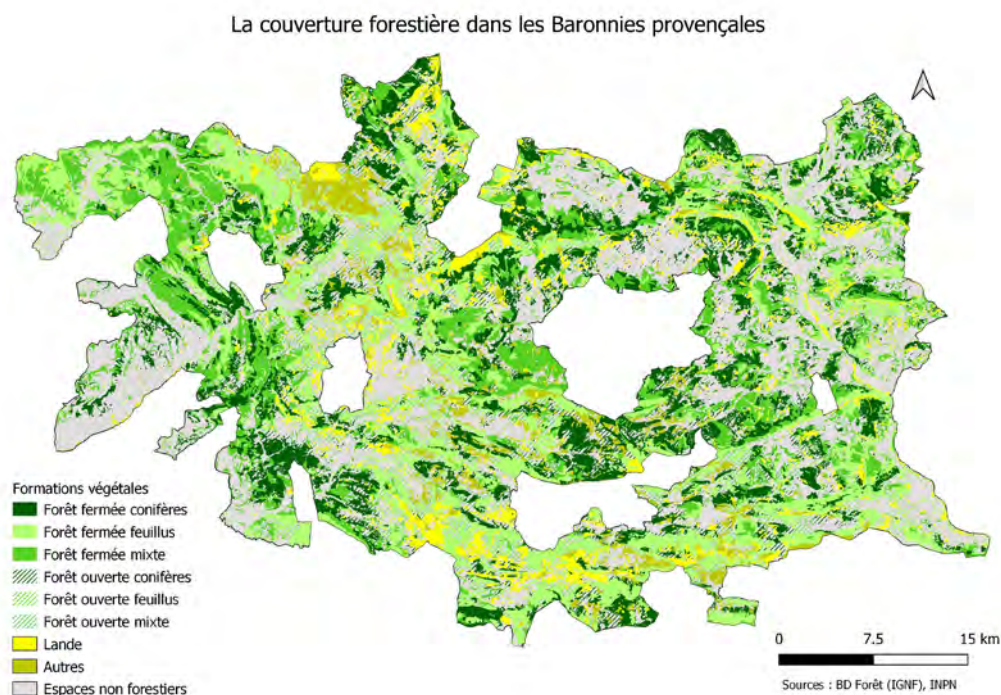 La couverture forestière dans les Baronnies provençales
Formations végétales
Forêt fermée conifères
Forêt fermée feuillus
Forêt fermée mixte
Forêt ouverte conifères
Forêt ouverte feuillus
Forêt ouverte mixte
Lande
Autres
Espaces non forestiers
0 7.5 15 km
Sources : BD Forêt (IGNF), INPN